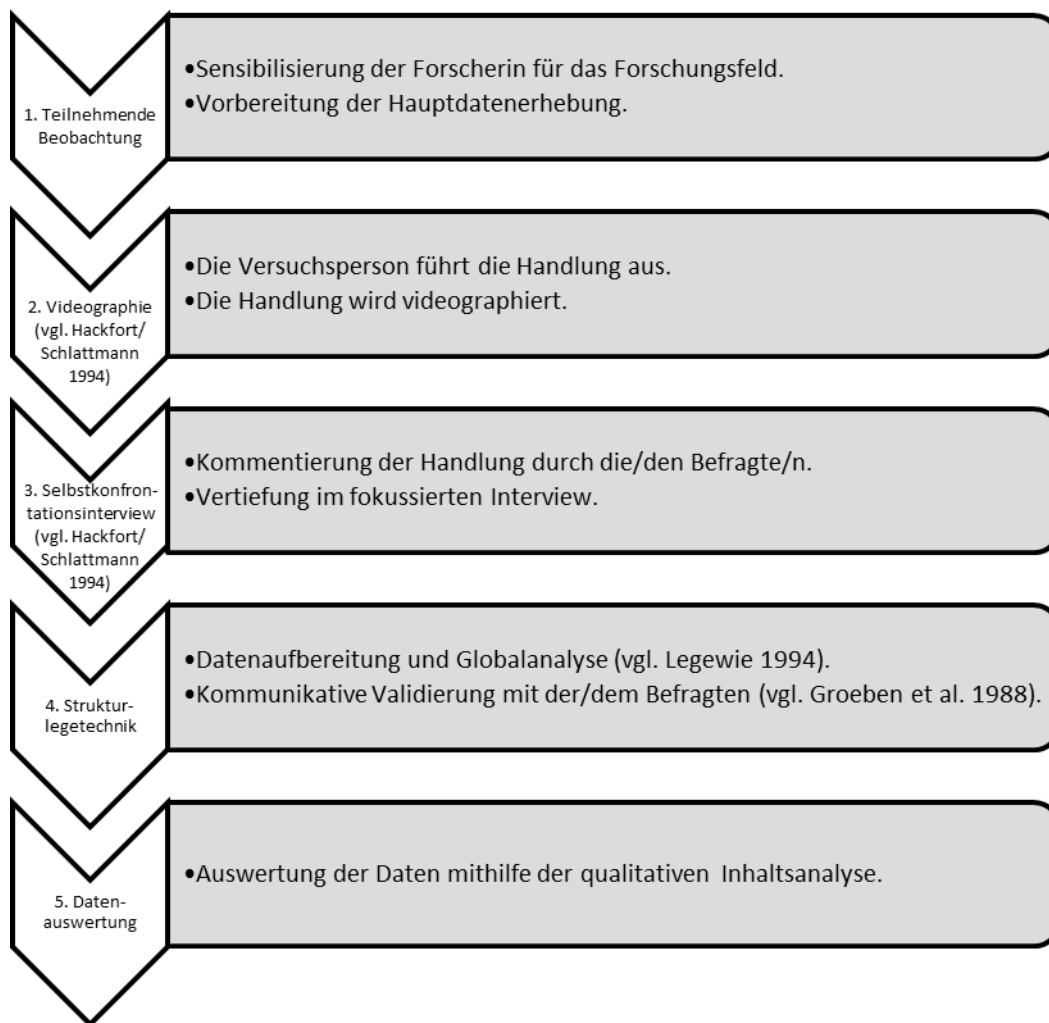 1. Teilnehmende
Beobachtung
•Sensibilisierung der Forscherin für das Forschungsfeld.
•Vorbereitung der Hauptdatenerhebung.
2. Videographie
(vgl. Hackfort/
Schlattmann
1994)
•Die Versuchsperson führt die Handlung aus.
•Die Handlung wird videographiert.
3. Selbstkonfron-
tationsinterview
(vgl. Hackfort/
Schlattmann
1994)
•Kommentierung der Handlung durch die/den Befragte/n.
•Vertiefung im fokussierten Interview.
4. Struktur-
legetechnik
•Datenaufbereitung und Globalanalyse (vgl. Legewie 1994).
•Kommunikative Validierung mit der/dem Befragten (vgl. Groeben et al. 1988).
5. Daten-
auswertung
•Auswertung der Daten mithilfe der qualitativen Inhaltsanalyse.